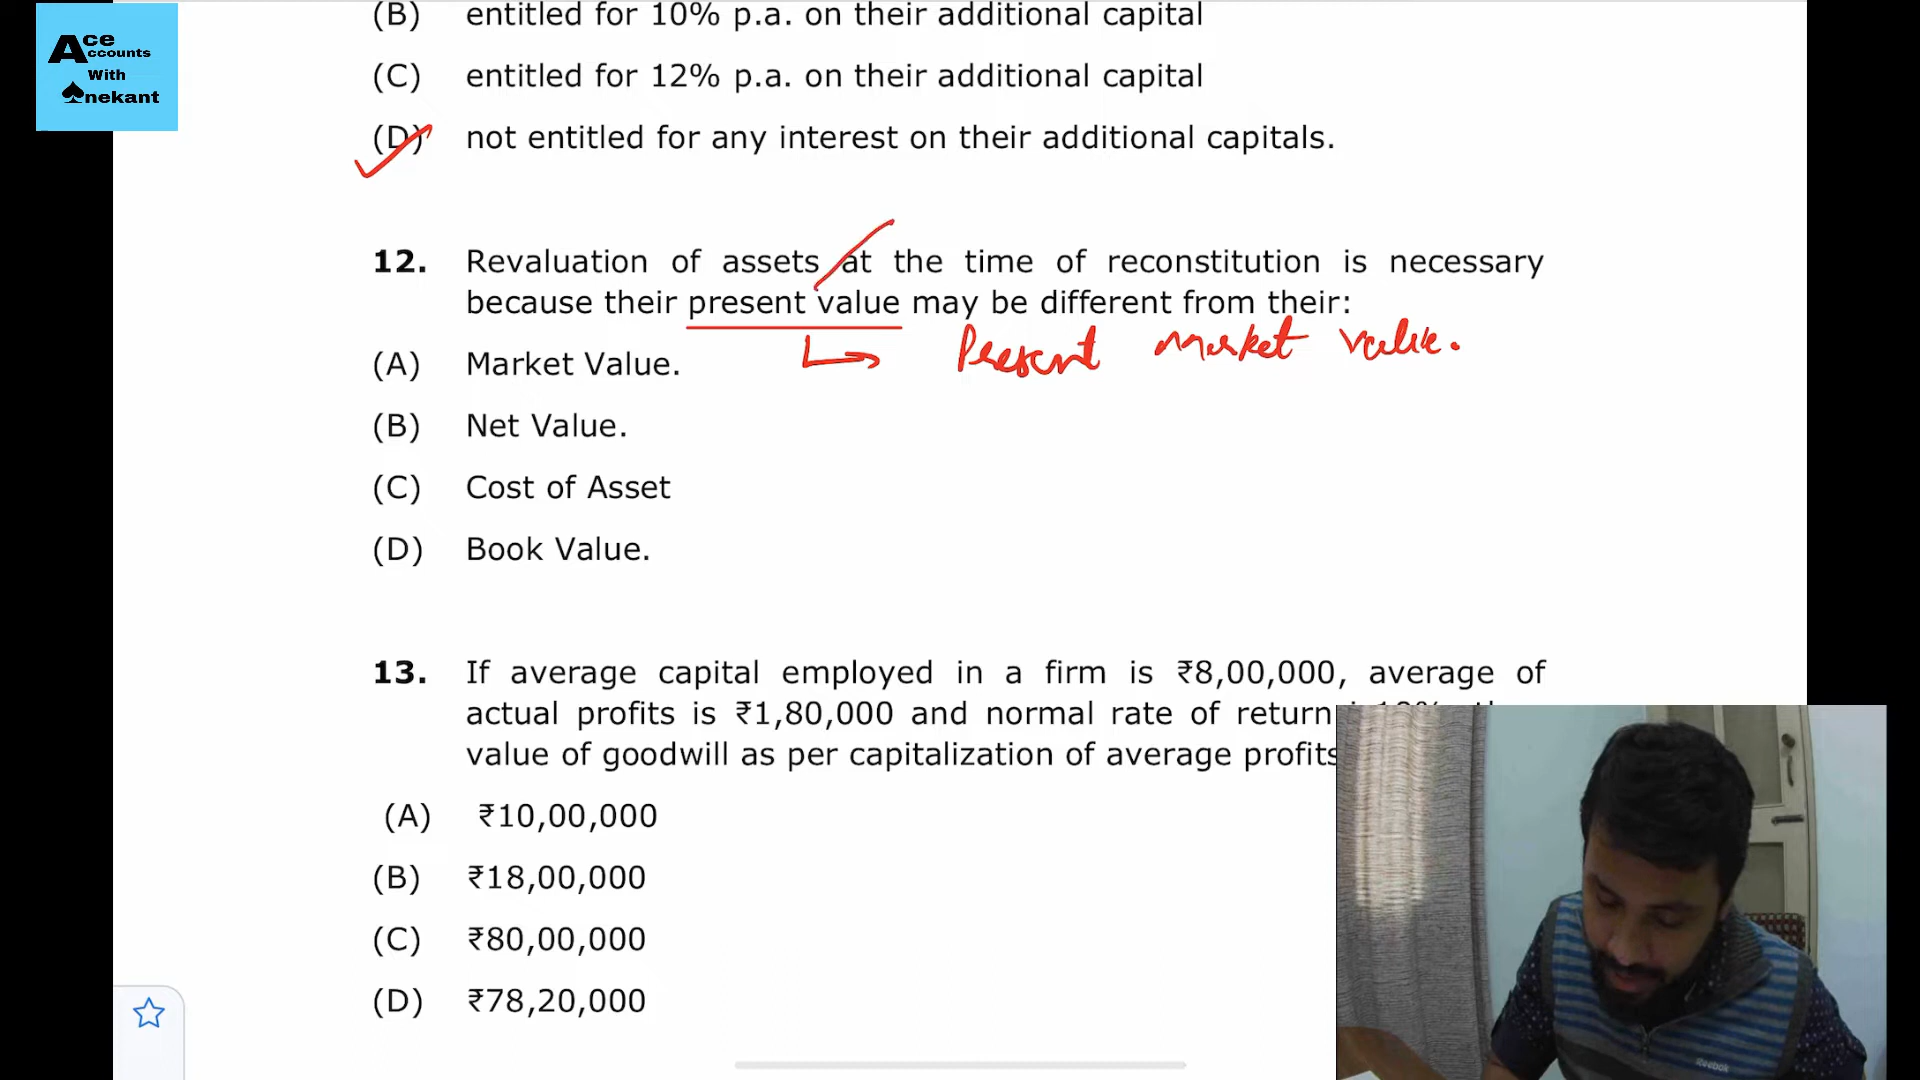 Ace
Accounts
With
Anekant
(B) entitled for 10% p.a. on their additional capital
(C) entitled for 12% p.a. on their additional capital
(D) not entitled for any interest on their additional capitals.
12. Revaluation of assets at the time of reconstitution is necessary
because their present value may be different from their:
Present market value.
(A) Market Value.
(B) Net Value.
(C) Cost of Asset
(D) Book Value.
13. If average capital employed in a firm is ₹8,00,000, average of
actual profits is ₹1,80,000 and normal rate of return
value of goodwill as per capitalization of average profits
(A) ₹10,00,000
(B) ₹18,00,000
(C) ₹80,00,000
(D) ₹78,20,000
Reebok